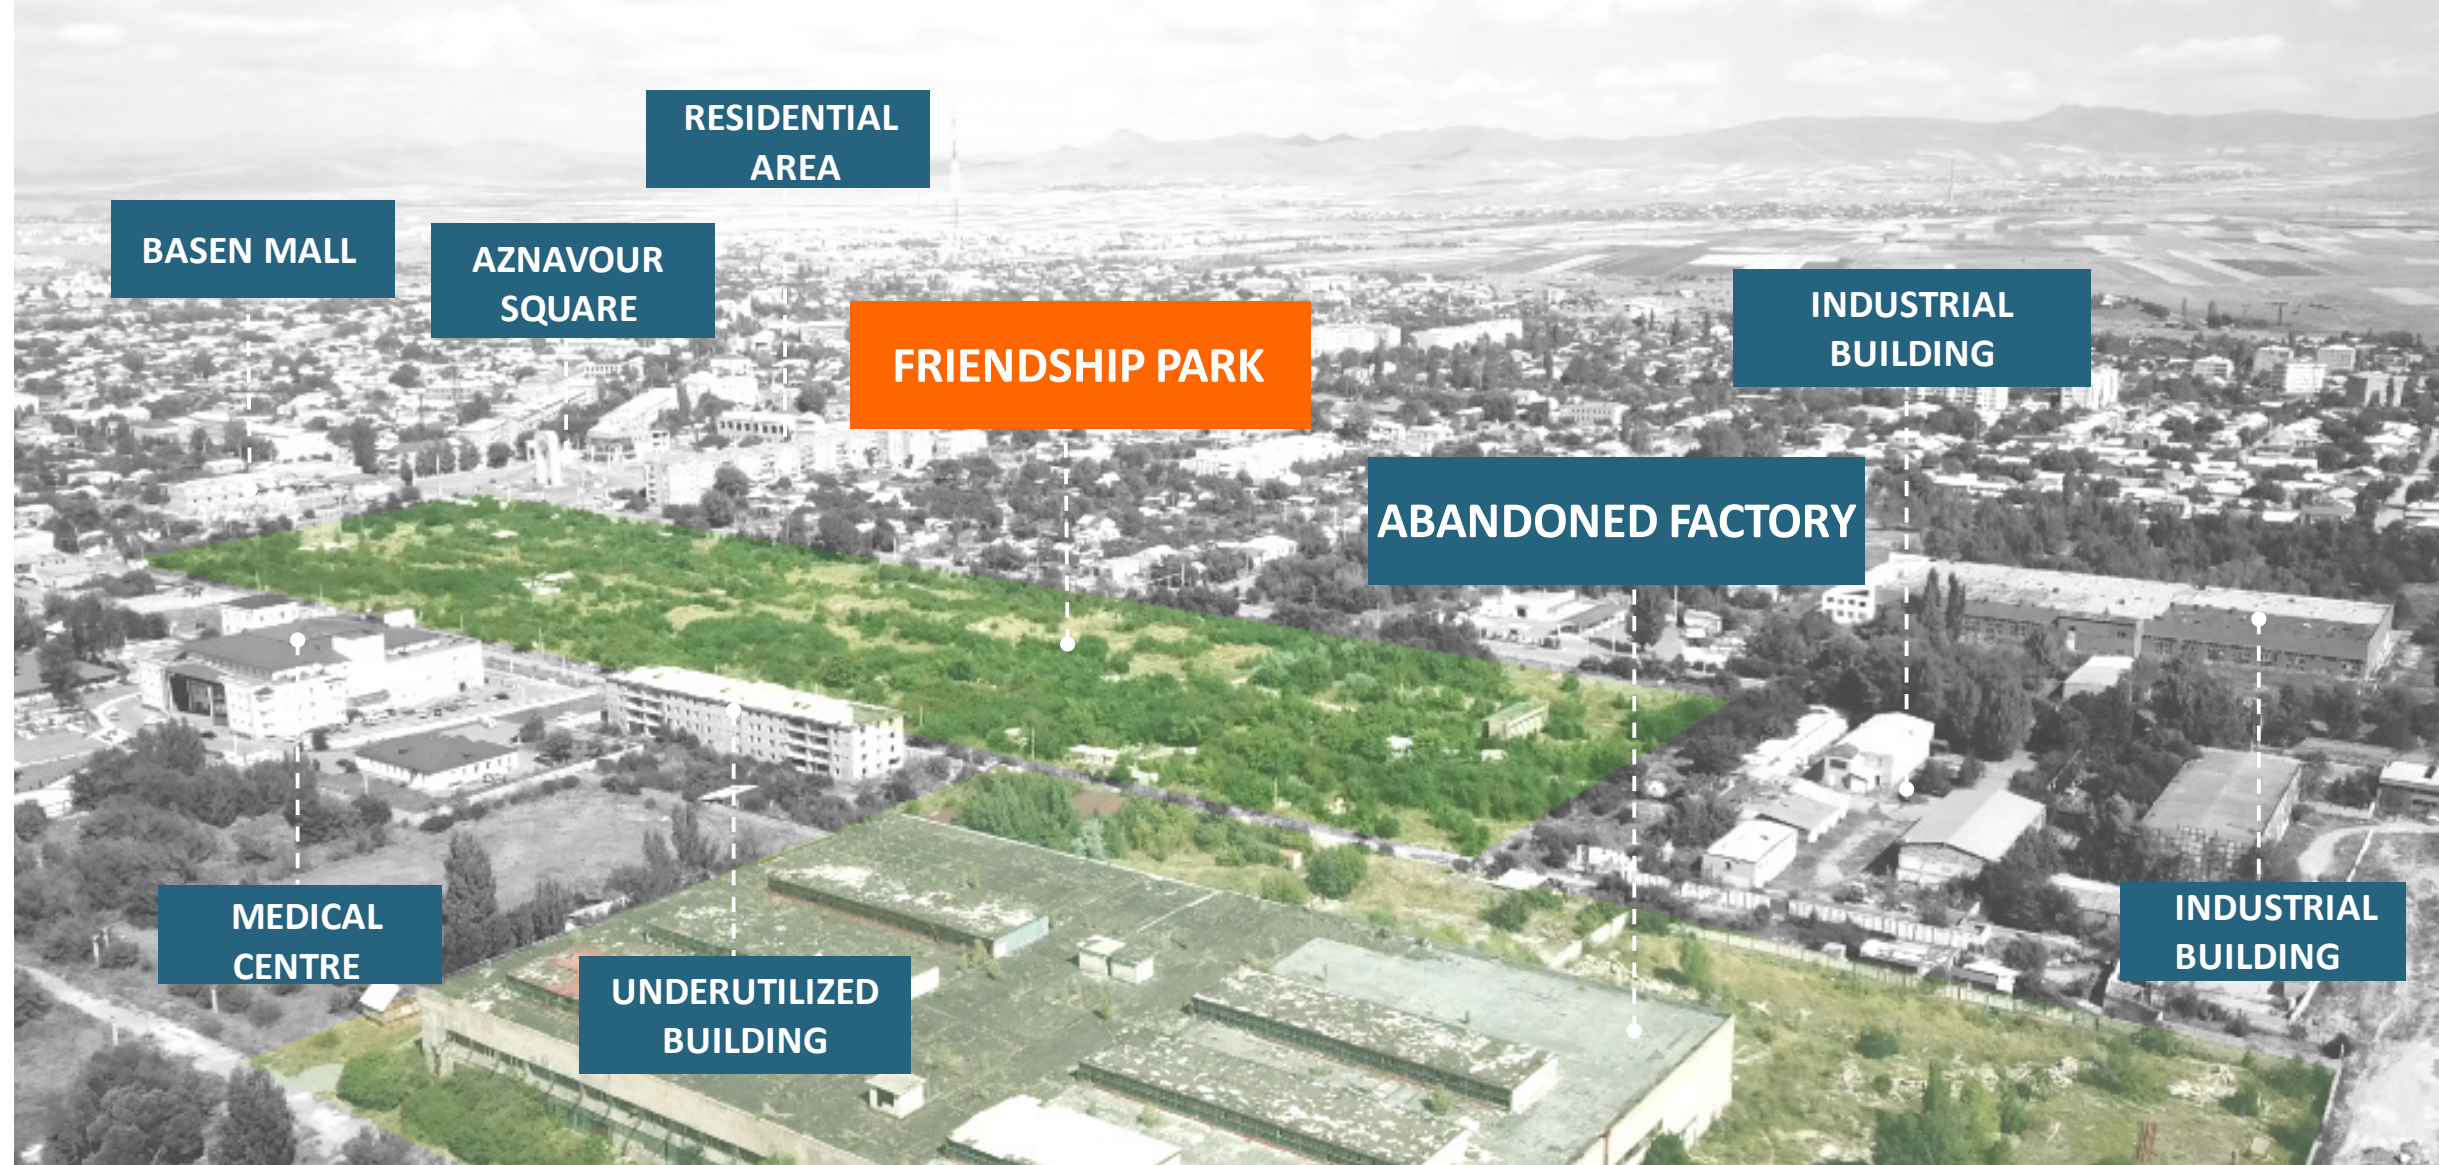 RESIDENTIAL
AREA
BASEN MALL
AZNAVOUR
SQUARE
FRIENDSHIP PARK
INDUSTRIAL
BUILDING
ABANDONED FACTORY
MEDICAL
CENTRE
UNDERUTILIZED
BUILDING
INDUSTRIAL
BUILDING